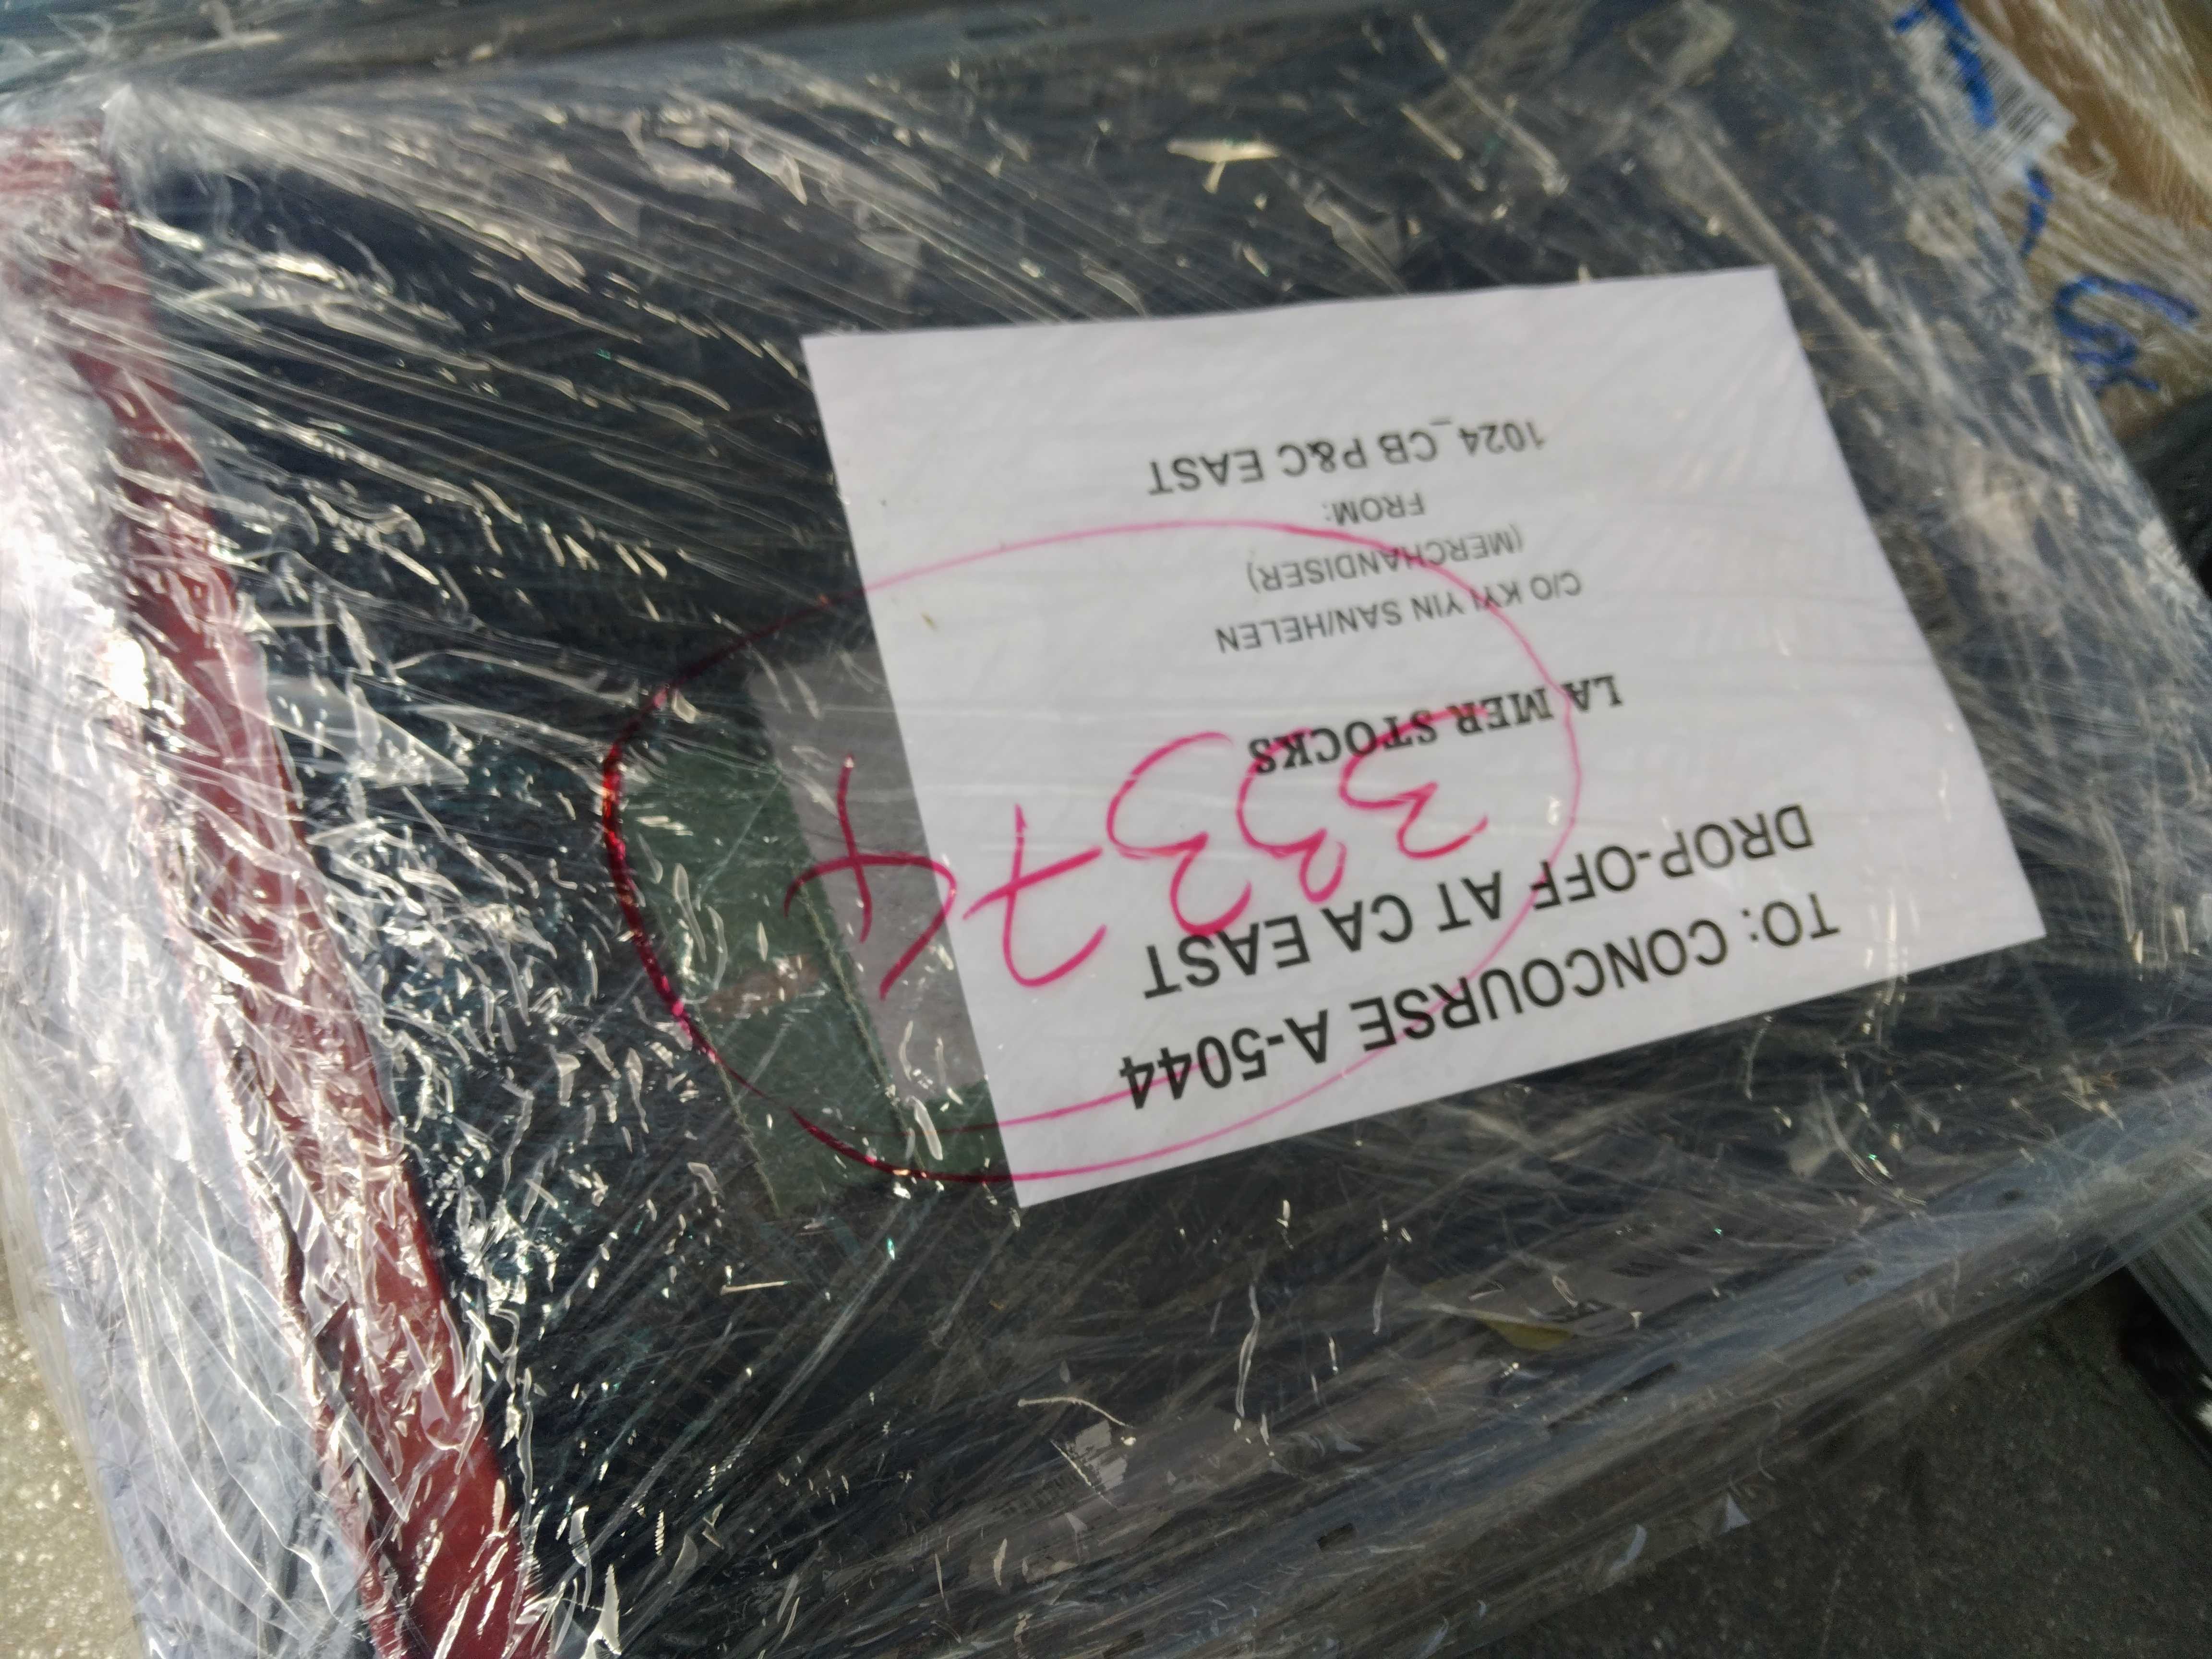 TO: CONCOURSE A-5044
DROP-OFF AT CA EAST
33374
LA MER STOCKS
C/O KYI YIN SAN/HELEN
(MERCHANDISER)
FROM:
1024_CB P&C EAST